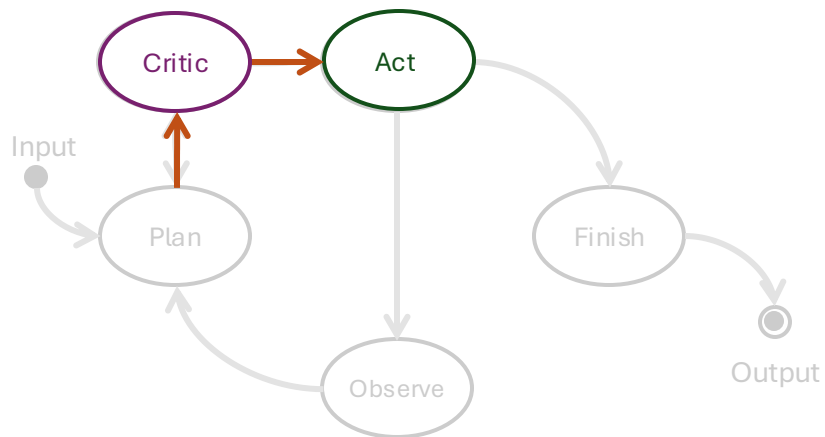 Critic
Act
Input
Plan
Finish
Output
Observe